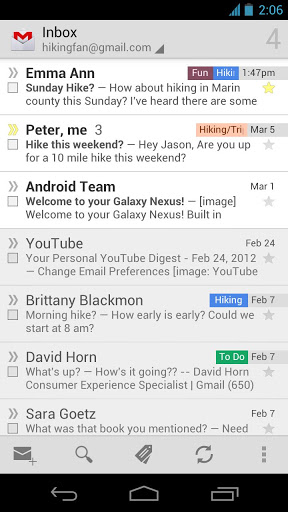 2:06
Inbox
hikingfan@gmail.com
4
Emma Ann Fun Hikin 1:47pm
Sunday Hike? — How about hiking in Marin
county this Sunday? I've heard there are some
Peter, me 3 Hiking/Tri Mar 5
Hike this weekend? — Hey Jason, Are you up
for a 10 mile hike this weekend?
Android Team Mar 1
Welcome to your Galaxy Nexus! — [image]
Welcome to your Galaxy Nexus! Built in
YouTube Feb 24
Your Personal YouTube Digest - Feb 24, 2012
— Change Email Preferences [image: YouTube
Brittany Blackmon Hiking Feb 7
Morning hike? — How early is early? Could we
start at 8 am?
David Horn To Do Feb 7
What's up? — How's it going?? -- David Horn
Consumer Experience Specialist | Gmail (650)
Sara Goetz Feb 7
What was that book you mentioned? — Need